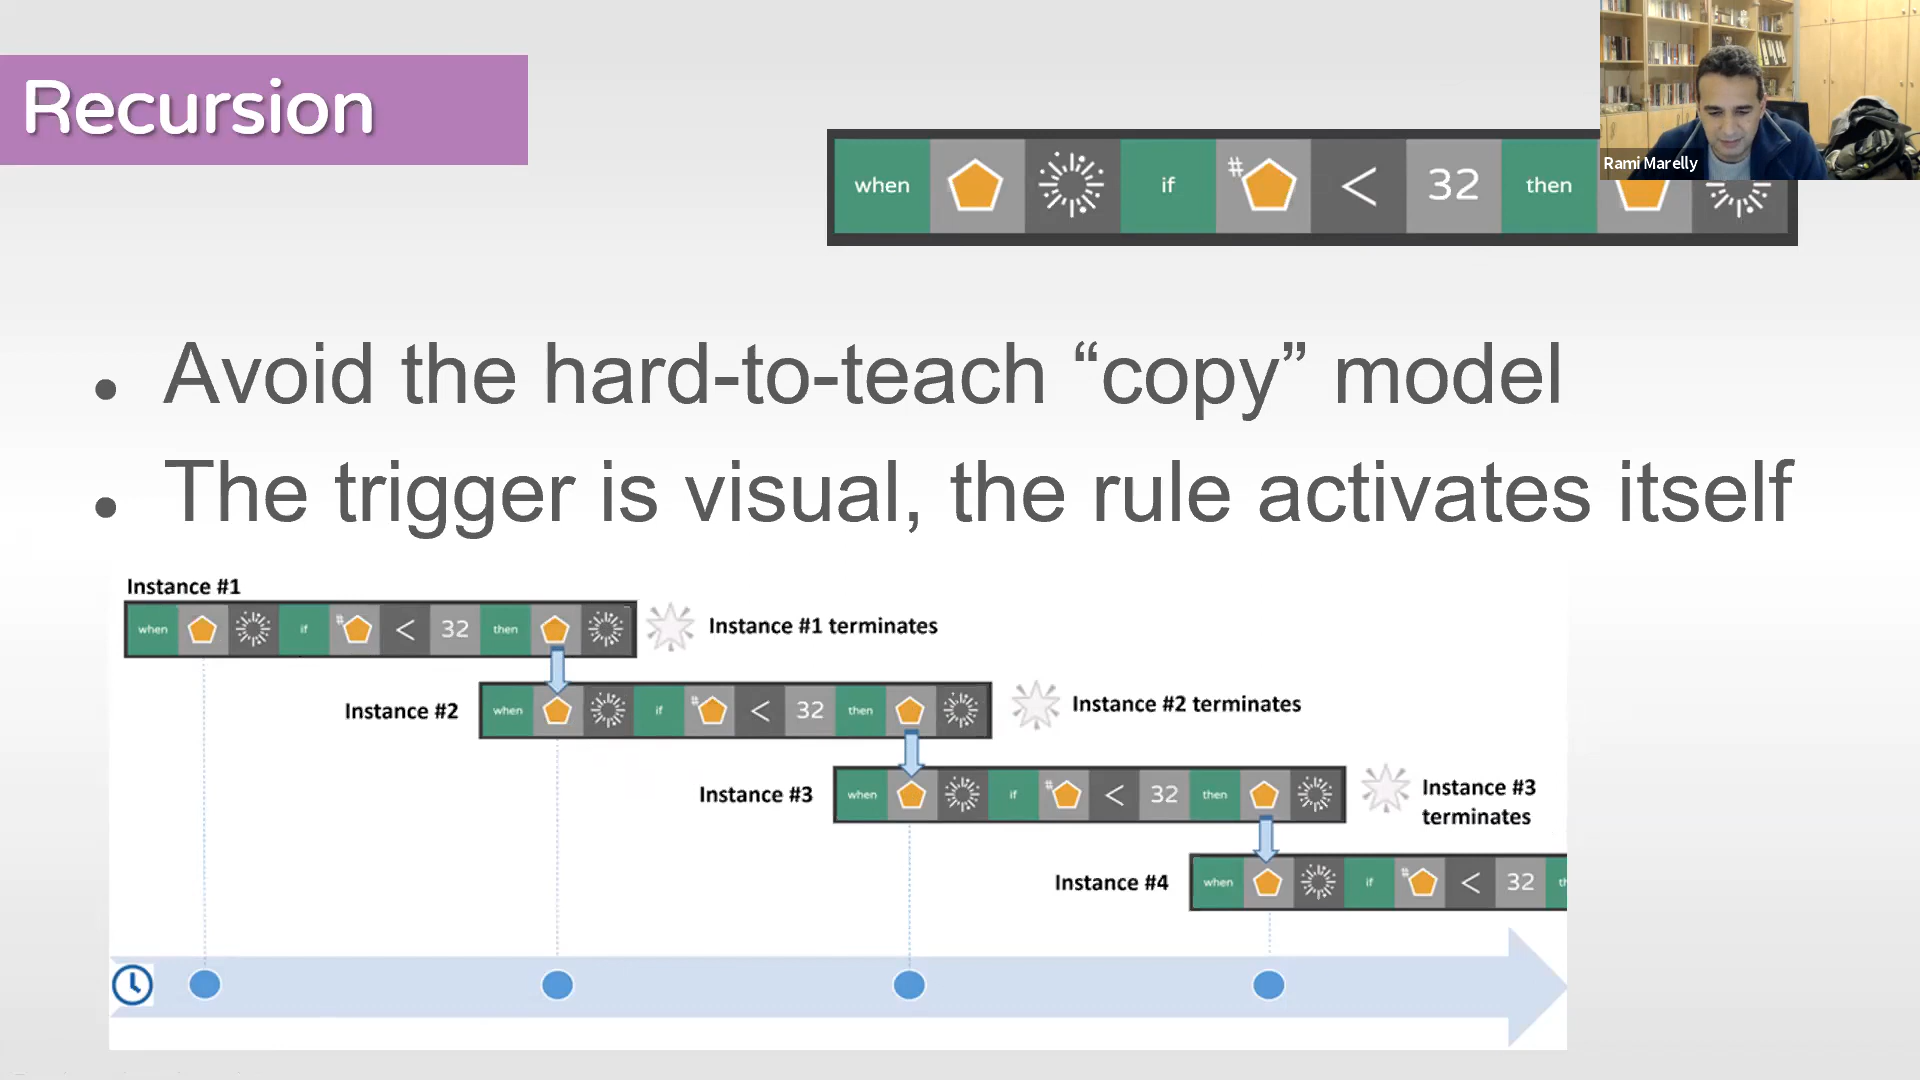 Recursion
Rami Marelly
when if # < 32 then
• Avoid the hard-to-teach “copy” model
• The trigger is visual, the rule activates itself
Instance #1
when if # < 32 then Instance #1 terminates
Instance #2 when if # < 32 then Instance #2 terminates
Instance #3 when if # < 32 then Instance #3
terminates
Instance #4 when if # < 32